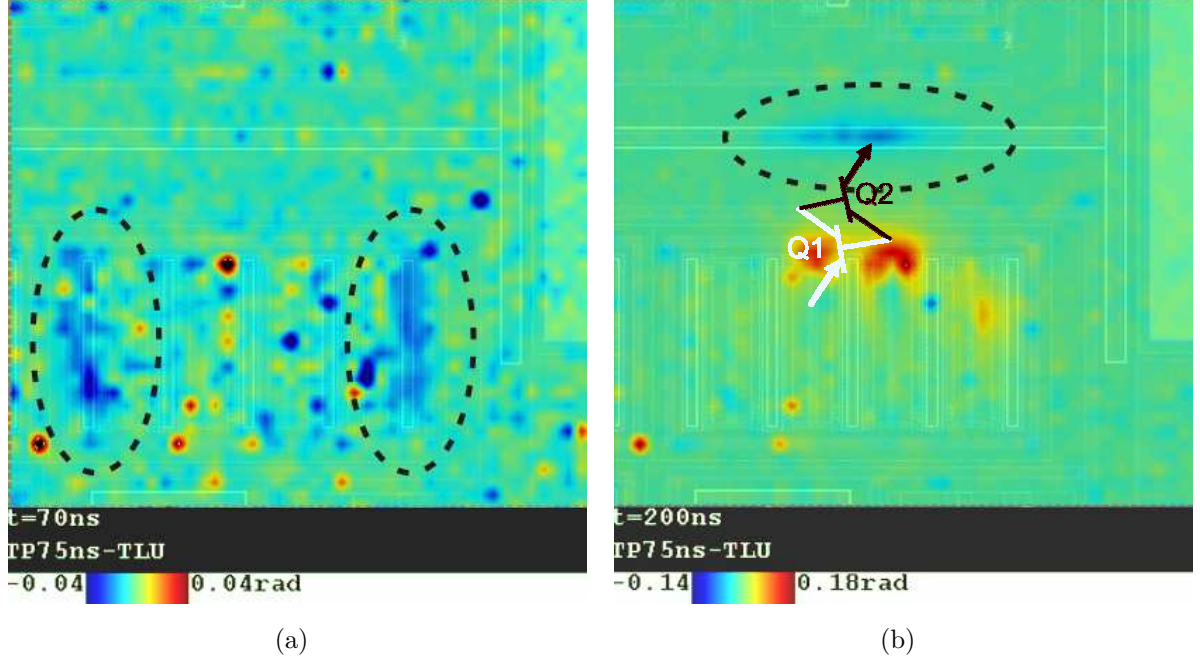 t=70ns
TP75ns-TLU
-0.04 0.04rad
(a)
Q2
Q1
t=200ns
TP75ns-TLU
-0.14 0.18rad
(b)